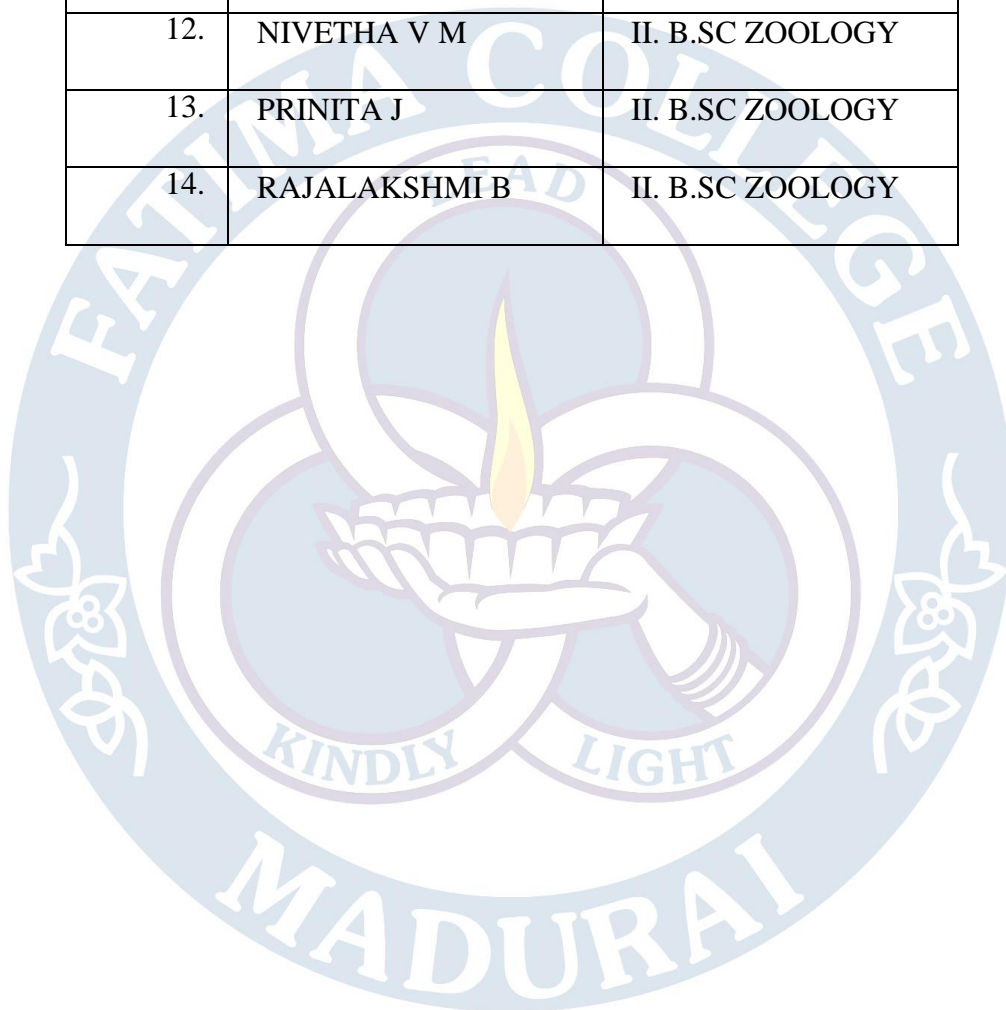 12. NIVETHA V M II. B.SC ZOOLOGY
13. PRINITA J II. B.SC ZOOLOGY
14. RAJALAKSHMI B II. B.SC ZOOLOGY
FATIMA COLLEGE
LEAD
KINDLY LIGHT
MADURAI